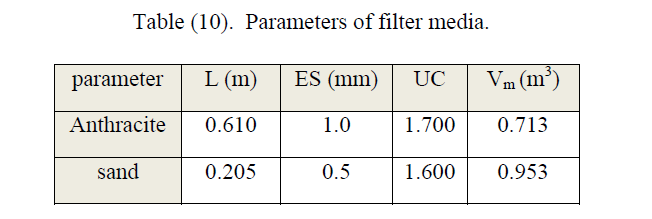 Table (10). Parameters of filter media.
parameter L (m) ES (mm) UC Vm (m³)
Anthracite 0.610 1.0 1.700 0.713
sand 0.205 0.5 1.600 0.953